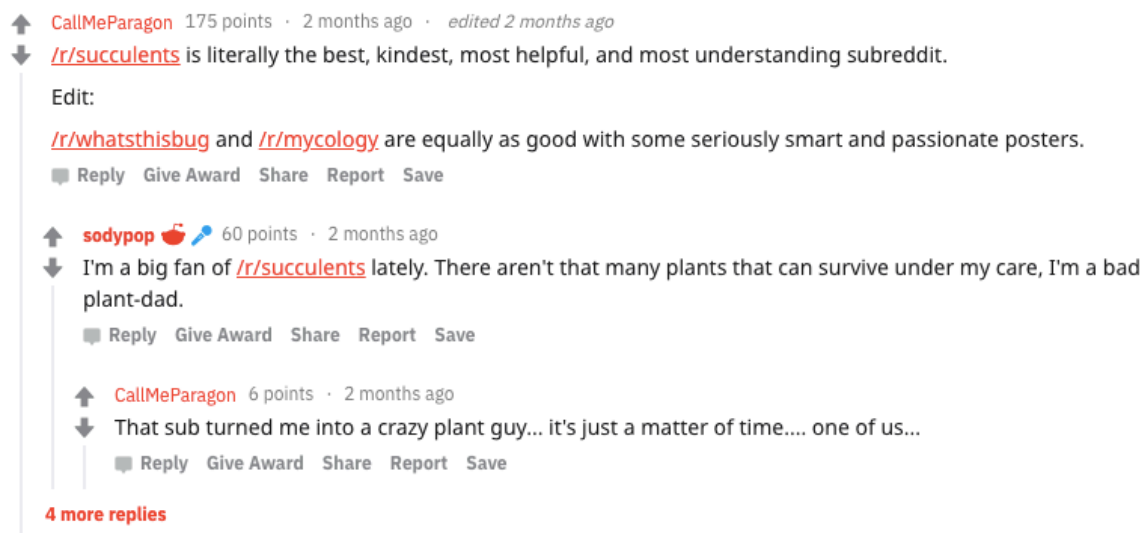 CallMeParagon 175 points · 2 months ago · edited 2 months ago
/r/succulents is literally the best, kindest, most helpful, and most understanding subreddit.
Edit:
/r/whatsthisbug and /r/mycology are equally as good with some seriously smart and passionate posters.
Reply Give Award Share Report Save
sodypop 60 points · 2 months ago
I'm a big fan of /r/succulents lately. There aren't that many plants that can survive under my care, I'm a bad
plant-dad.
Reply Give Award Share Report Save
CallMeParagon 6 points · 2 months ago
That sub turned me into a crazy plant guy... it's just a matter of time.... one of us...
Reply Give Award Share Report Save
4 more replies